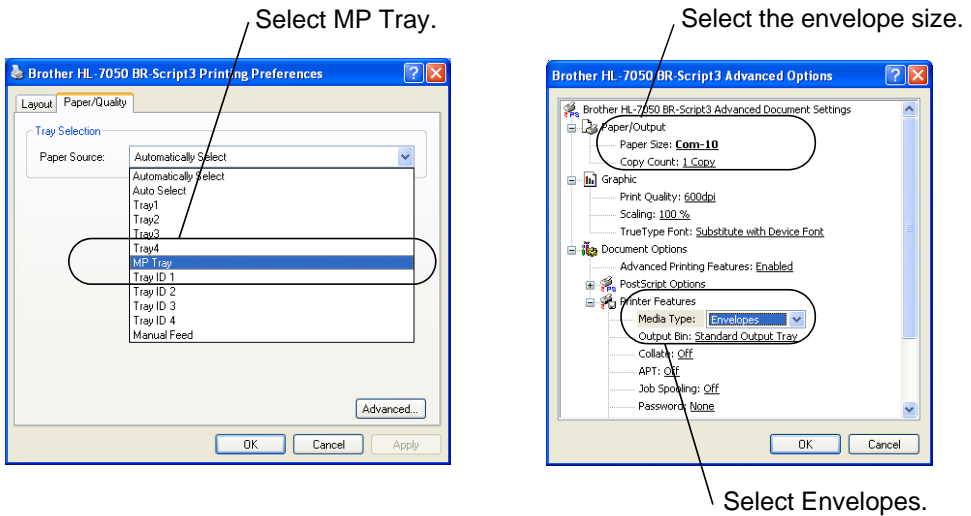 Select MP Tray.
Brother HL-7050 BR-Script3 Printing Preferences
Layout Paper/Quality
Tray Selection
Paper Source: Automatically Select
Automatically Select
Auto Select
Tray1
Tray2
Tray3
Tray4
MP Tray
Tray ID 1
Tray ID 2
Tray ID 3
Tray ID 4
Manual Feed
Advanced...
OK Cancel Apply
Select the envelope size.
Brother HL-7050 BR-Script3 Advanced Options
Brother HL-7050 BR-Script3 Advanced Document Settings
Paper/Output
Paper Size: Com-10
Copy Count: 1 Copy
Graphic
Print Quality: 600dpi
Scaling: 100 %
TrueType Font: Substitute with Device Font
Document Options
Advanced Printing Features: Enabled
PostScript Options
Printer Features
Media Type: Envelopes
Output Bin: Standard Output Tray
Collate: Off
APT: Off
Job Spooling: Off
Password: None
OK Cancel
Select Envelopes.